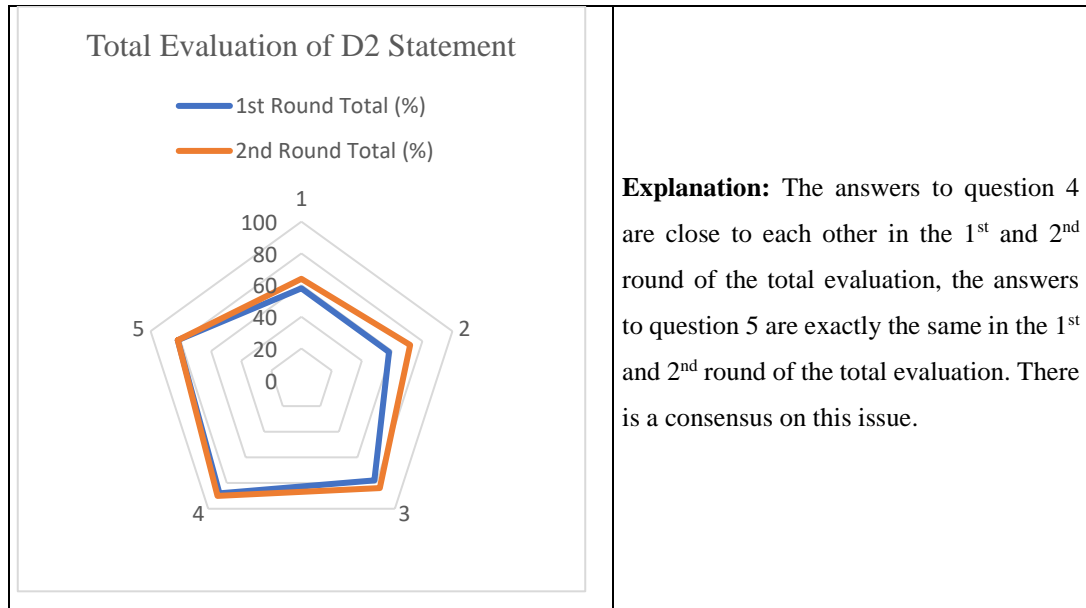 Total Evaluation of D2 Statement
1st Round Total (%)
2nd Round Total (%)
1
100
80
60
40
20
0
5
2
4
3
Explanation: The answers to question 4
are close to each other in the 1st and 2nd
round of the total evaluation, the answers
to question 5 are exactly the same in the 1st
and 2nd round of the total evaluation. There
is a consensus on this issue.